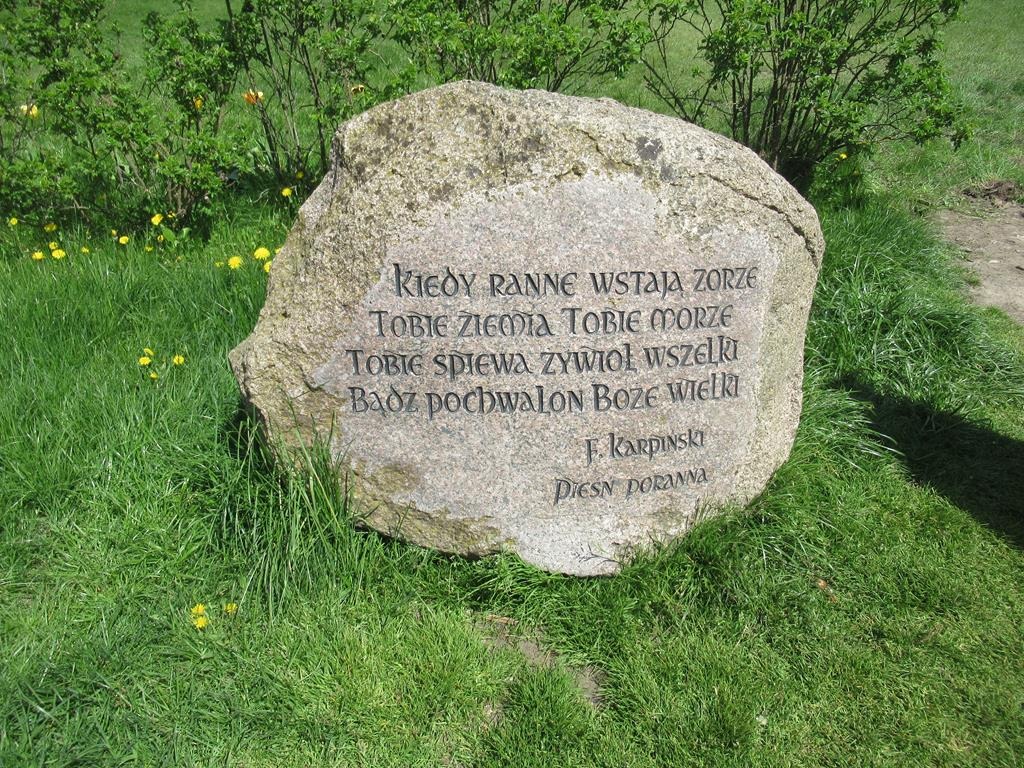 KIEDY RANNE WSTAJA ZORZE
TOBIE ZIEMIA TOBIE MORZE
TOBIE SPIEWA ZYWIOŁ WSZELKI
BADZ POCHWALON BOZE WIELKI
F. KARPINSKI
PIESN PORANNA